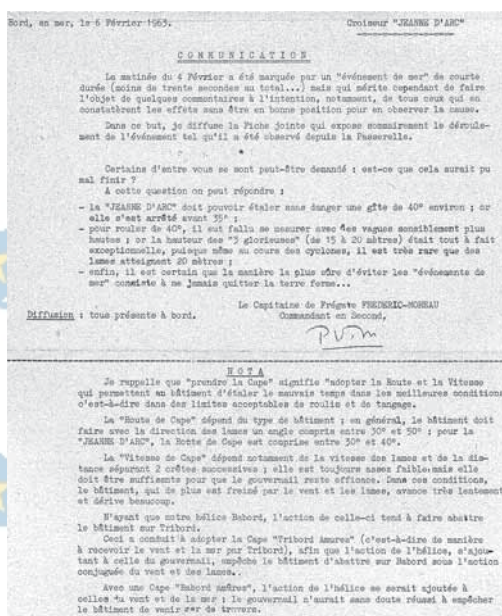 Bord, en mer, le 6 Février 1963. Croiseur "JEANNE D'ARC"
COMMUNICATION
La matinée du 4 Février a été marquée par un "événement de mer" de courte
durée (moins de trente secondes au total...) mais qui mérite cependant de faire
l'objet de quelques commentaires à l'intention, notamment, de tous ceux qui en
constatèrent les effets sans être en bonne position pour en observer la cause.
Dans ce but, je diffuse la Fiche jointe qui expose sommairement le déroule-
ment de l'événement tel qu'il a été observé depuis la Passerelle.
Certains d'entre vous se sont peut-être demandé : est-ce que cela aurait pu
mal finir ?
A cette question on peut répondre :
- la "JEANNE D'ARC" doit pouvoir étaler sans danger une gîte de 40° environ ; or
elle s'est arrêté avant 35° ;
- pour rouler de 40°, il eut fallu se mesurer avec des vagues sensiblement plus
hautes ; or la hauteur des "3 glorieuses" (de 15 à 20 mètres) était tout à fait
exceptionnelle, puisque même au cours des cyclones, il est très rare que des
lames atteignent 20 mètres ;
- enfin, il est certain que la manière la plus sûre d'éviter les "événements de
mer" consiste à ne jamais quitter la terre ferme...
Le Capitaine de Frégate FREDERIC-MOREAU
Diffusion : tous présents à bord. Commandant en Second,
NOTA
Je rappelle que "prendre la Cape" signifie "adopter la Route et la Vitesse
qui permettent au bâtiment d'étaler le mauvais temps dans les meilleures conditions
c'est-à-dire dans des limites acceptables de roulis et de tangage.
La "Route de Cape" dépend du type de bâtiment ; en général, le bâtiment doit
faire avec la direction des lames un angle compris entre 30° et 50° ; pour la
"JEANNE D'ARC", la Route de Cape est comprise entre 30° et 40°.
La "Vitesse de Cape" dépend notamment de la vitesse des lames et de la dis-
tance séparant 2 crêtes successives ; elle est toujours assez faible mais elle
doit être suffisante pour que le gouvernail reste efficace. Dans ces conditions,
le bâtiment, qui de plus est freiné par le vent et les lames, avance très lentement
et dérive beaucoup.
N'ayant que notre hélice Babord, l'action de celle-ci tend à faire abattre
le bâtiment sur Tribord.
Ceci a conduit à adopter la Cape "Tribord Amures" (c'est-à-dire de manière
à recevoir le vent et la mer par Tribord), afin que l'action de l'hélice, s'ajou-
tant à celle du gouvernail, empêche le bâtiment d'abattre sur Babord sous l'action
conjuguée du vent et des lames.
Avec une Cape "Babord amûres", l'action de l'hélice se serait ajoutée à
celles du vent et de la mer ; le gouvernail n'aurait sans doute réussi à empêcher
le bâtiment de venir en travers.